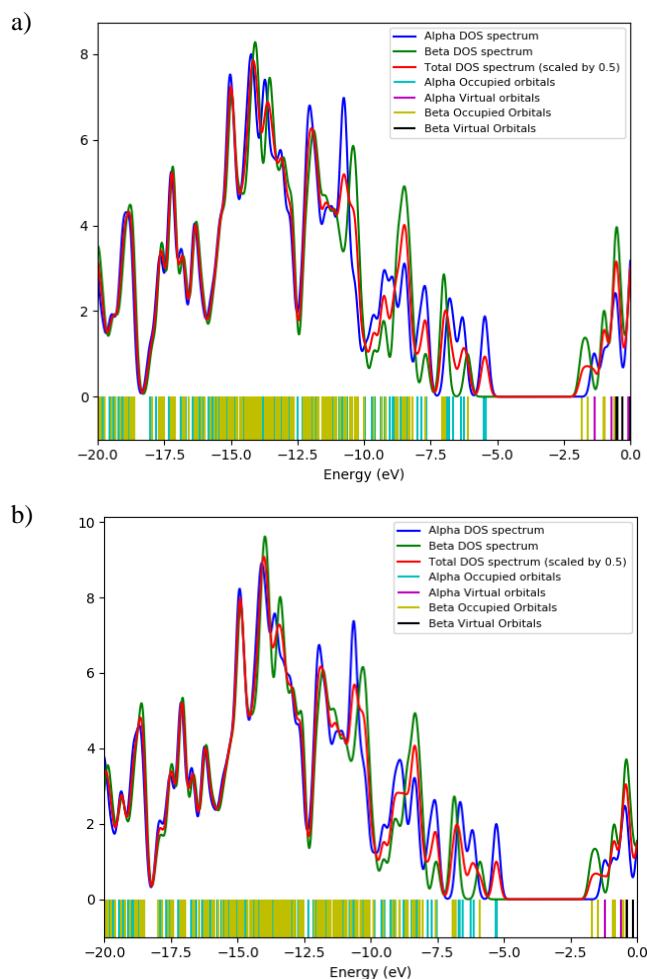 a)
Alpha DOS spectrum
Beta DOS spectrum
Total DOS spectrum (scaled by 0.5)
Alpha Occupied orbitals
Alpha Virtual orbitals
Beta Occupied Orbitals
Beta Virtual Orbitals
8
6
4
2
0
−20.0 −17.5 −15.0 −12.5 −10.0 −7.5 −5.0 −2.5 0.0
Energy (eV)
b)
Alpha DOS spectrum
Beta DOS spectrum
Total DOS spectrum (scaled by 0.5)
Alpha Occupied orbitals
Alpha Virtual orbitals
Beta Occupied Orbitals
Beta Virtual Orbitals
10
8
6
4
2
0
−20.0 −17.5 −15.0 −12.5 −10.0 −7.5 −5.0 −2.5 0.0
Energy (eV)